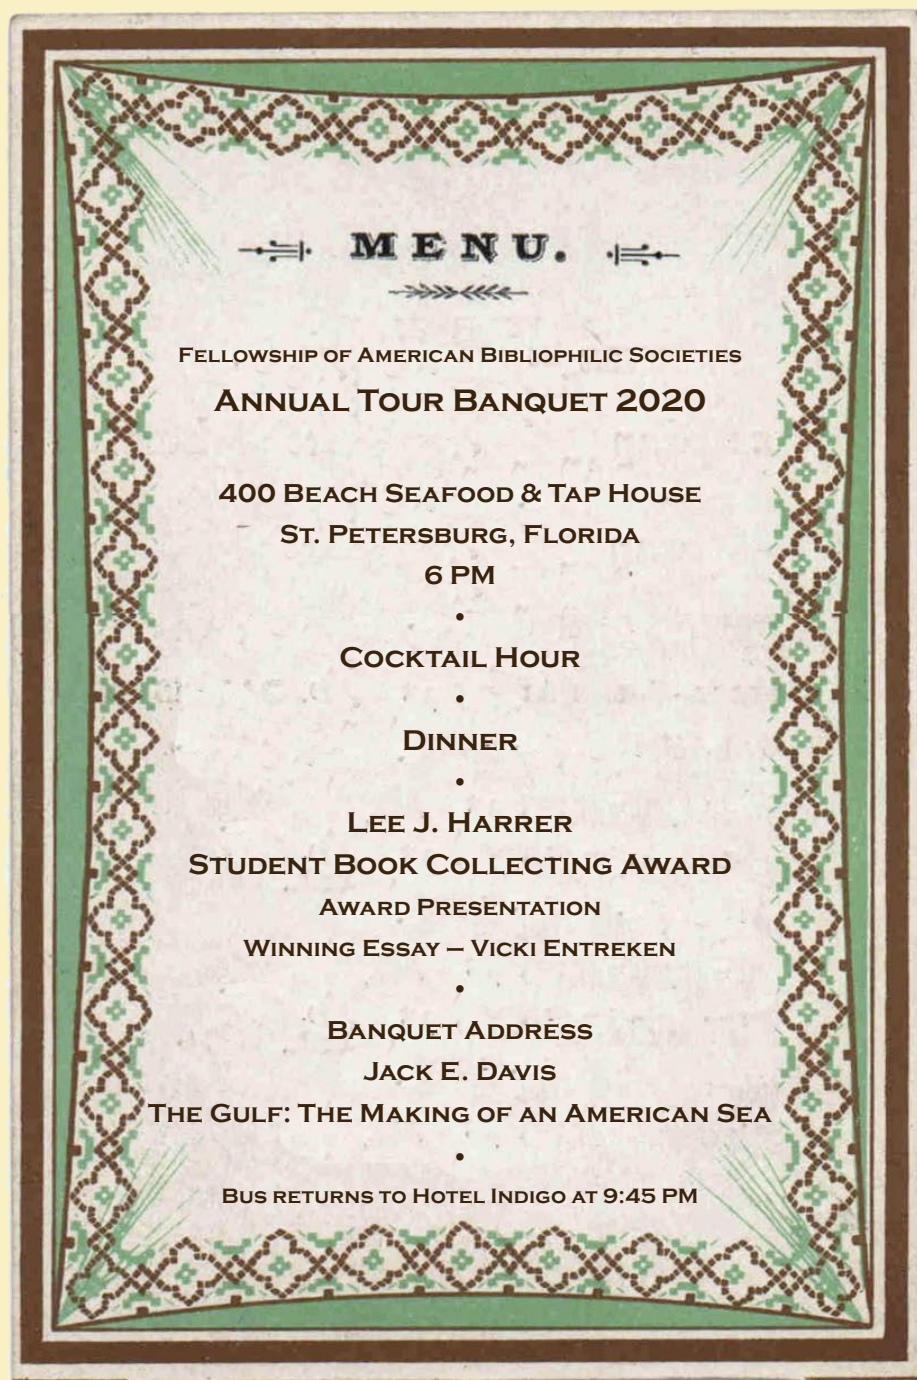 MENU.
Fellowship of American Bibliophilic Societies
Annual Tour Banquet 2020
400 Beach Seafood & Tap House
St. Petersburg, Florida
6 PM
•
Cocktail Hour
•
Dinner
•
Lee J. Harrer
Student Book Collecting Award
Award Presentation
Winning Essay – Vicki Entreken
•
Banquet Address
Jack E. Davis
The Gulf: The Making of an American Sea
•
Bus returns to Hotel Indigo at 9:45 PM